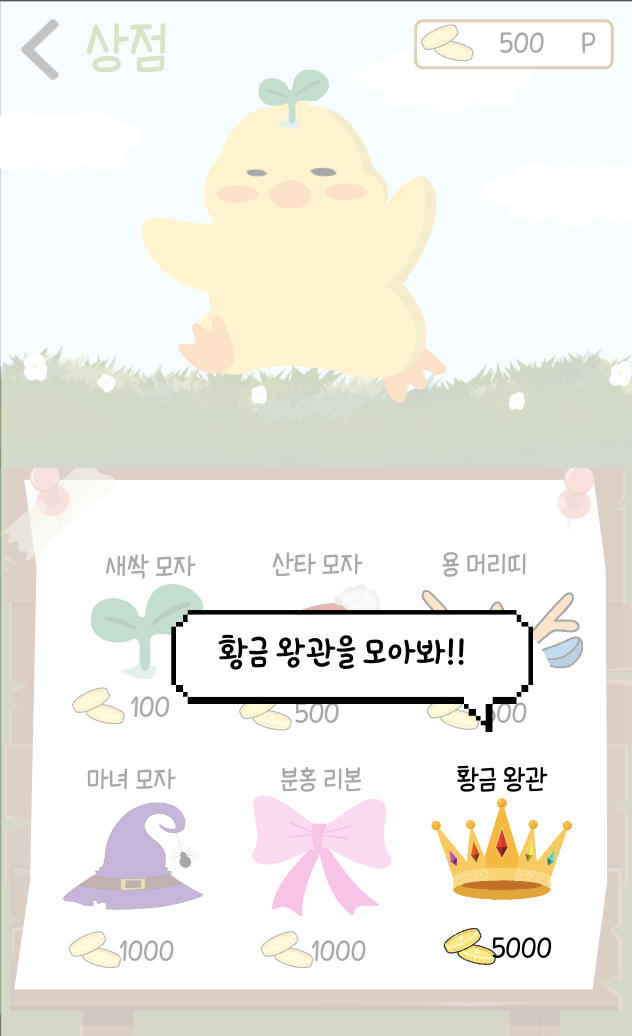 상점
500 P
새싹 모자
산타 모자
용 머리띠
황금 왕관을 모아봐!!
100
500
마녀 모자
분홍 리본
황금 왕관
1000
1000
5000